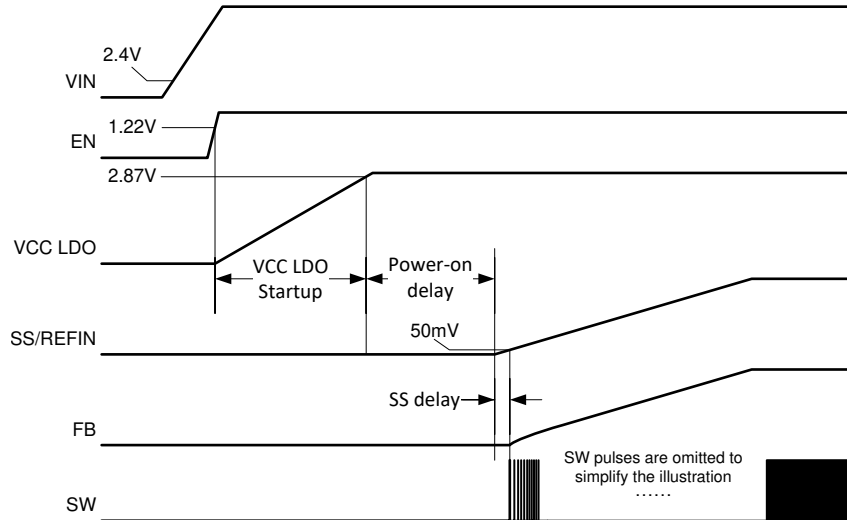 2.4V
VIN
1.22V
EN
2.87V
VCC LDO
VCC LDO
Startup
Power-on
delay
50mV
SS/REFIN
SS delay
FB
SW pulses are omitted to
simplify the illustration
......
SW